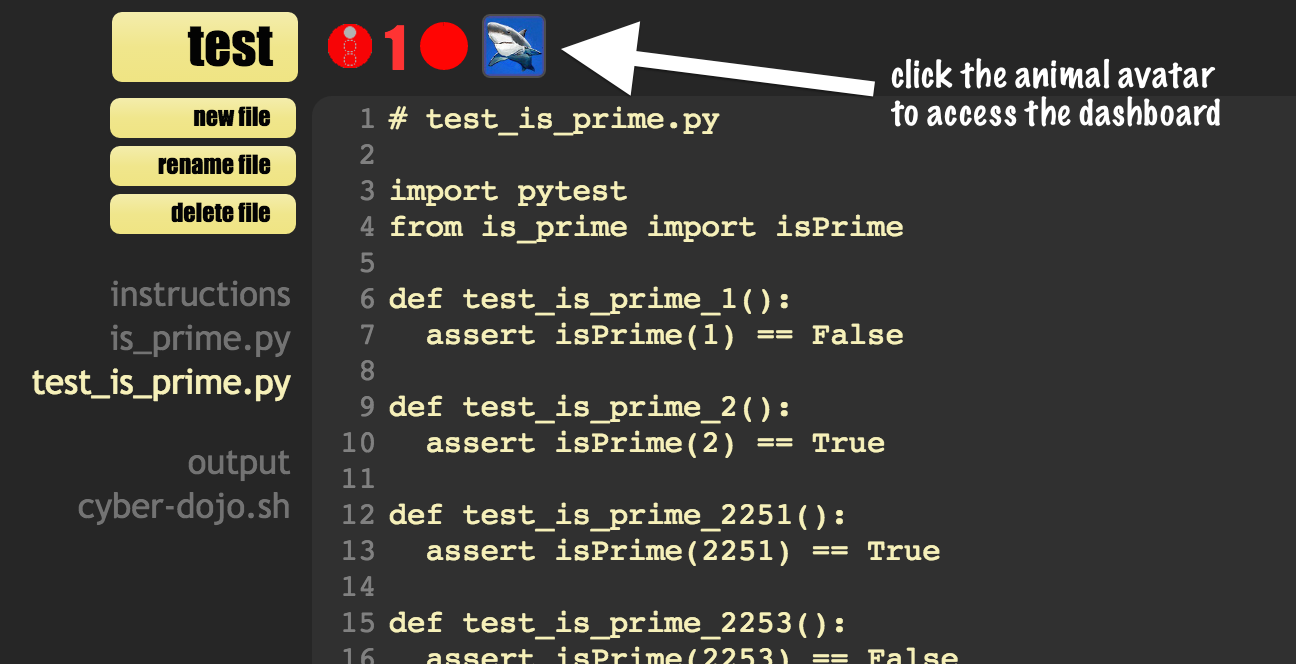 test
1
click the animal avatar
to access the dashboard
new file
rename file
delete file
instructions
is_prime.py
test_is_prime.py
output
cyber-dojo.sh
1 # test_is_prime.py
2
3 import pytest
4 from is_prime import isPrime
5
6 def test_is_prime_1():
7   assert isPrime(1) == False
8
9 def test_is_prime_2():
10   assert isPrime(2) == True
11
12 def test_is_prime_2251():
13   assert isPrime(2251) == True
14
15 def test_is_prime_2253():
16   assert isPrime(2253) == False